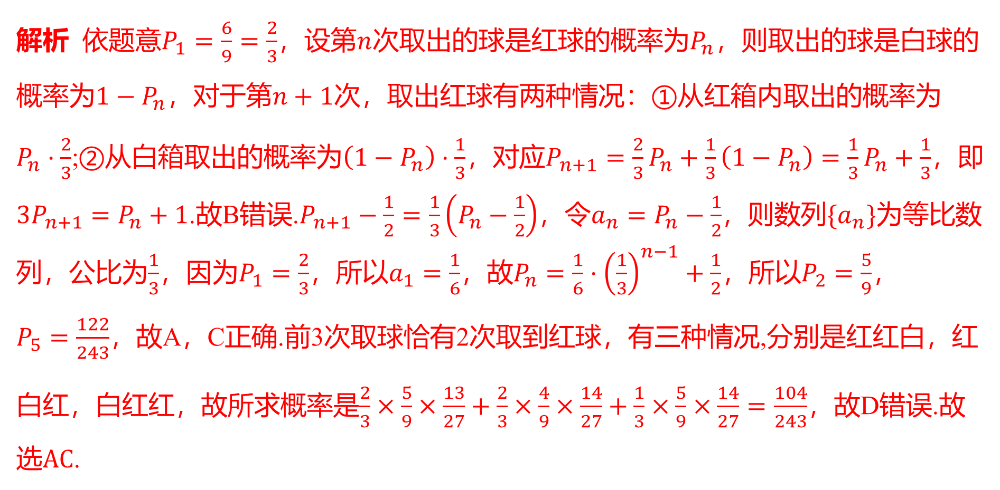 解析 依题意$P_1=\frac{6}{9}=\frac{2}{3}$，设第$n$次取出的球是红球的概率为$P_n$，则取出的球是白球的
概率为$1-P_n$，对于第$n+1$次，取出红球有两种情况：①从红箱内取出的概率为
$P_n\cdot\frac{2}{3}$;②从白箱取出的概率为$(1-P_n)\cdot\frac{1}{3}$，对应$P_{n+1}=\frac{2}{3}P_n+\frac{1}{3}(1-P_n)=\frac{1}{3}P_n+\frac{1}{3}$，即
$3P_{n+1}=P_n+1$.故B错误.$P_{n+1}-\frac{1}{2}=\frac{1}{3}\left(P_n-\frac{1}{2}\right)$，令$a_n=P_n-\frac{1}{2}$，则数列$\{a_n\}$为等比数
列，公比为$\frac{1}{3}$，因为$P_1=\frac{2}{3}$，所以$a_1=\frac{1}{6}$，故$P_n=\frac{1}{6}\cdot\left(\frac{1}{3}\right)^{n-1}+\frac{1}{2}$，所以$P_2=\frac{5}{9}$，
$P_5=\frac{122}{243}$，故A，C正确.前3次取球恰有2次取到红球，有三种情况,分别是红红白，红
白红，白红红，故所求概率是$\frac{2}{3}\times\frac{5}{9}\times\frac{13}{27}+\frac{2}{3}\times\frac{4}{9}\times\frac{14}{27}+\frac{1}{3}\times\frac{5}{9}\times\frac{14}{27}=\frac{104}{243}$，故D错误.故
选AC.